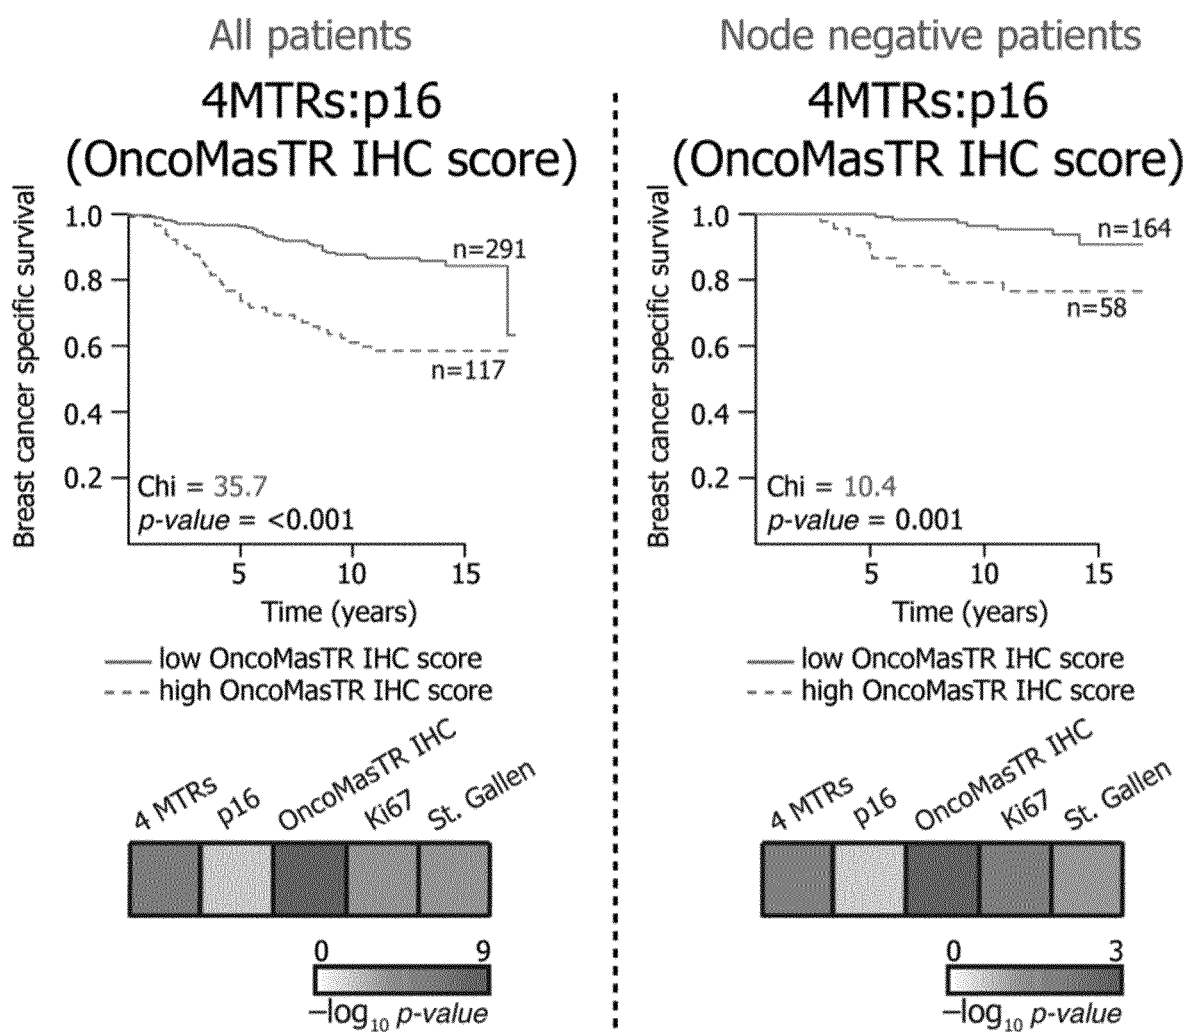 All patients
4MTRs:p16
(OncoMasTR IHC score)
Breast cancer specific survival
1.0
0.8
0.6
0.4
0.2
n=291
n=117
Chi = 35.7
p-value = <0.001
5 10 15
Time (years)
low OncoMasTR IHC score
high OncoMasTR IHC score
4 MTRs
p16
OncoMasTR IHC
Ki67
St. Gallen
0 9
–log10 p-value
Node negative patients
4MTRs:p16
(OncoMasTR IHC score)
Breast cancer specific survival
1.0
0.8
0.6
0.4
0.2
n=164
n=58
Chi = 10.4
p-value = 0.001
5 10 15
Time (years)
low OncoMasTR IHC score
high OncoMasTR IHC score
4 MTRs
p16
OncoMasTR IHC
Ki67
St. Gallen
0 3
–log10 p-value